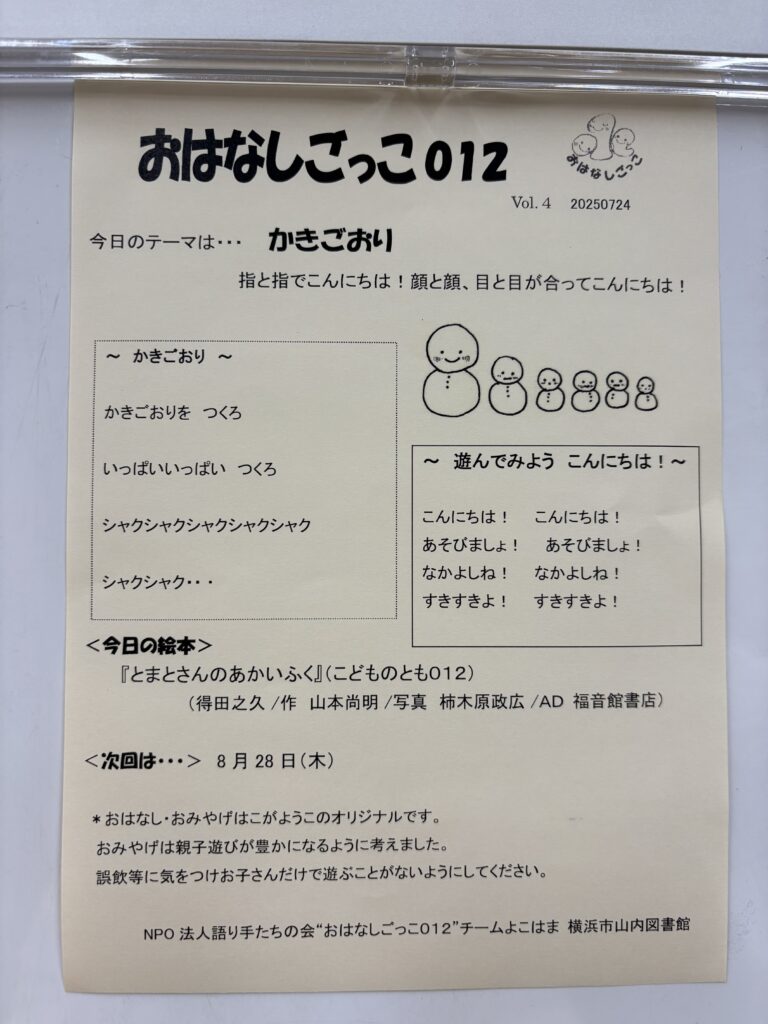 おはなしごっこ012
おはなしごっこ
Vol. 4 20250724
今日のテーマは・・・ かきごおり
指と指でこんにちは！顔と顔、目と目が合ってこんにちは！
～ かきごおり ～
かきごおりを つくろ
いっぱいいっぱい つくろ
シャクシャクシャクシャクシャク
シャクシャク・・・
～ 遊んでみよう こんにちは！～
こんにちは！ こんにちは！
あそびましょ！ あそびましょ！
なかよしね！ なかよしね！
すきすきよ！ すきすきよ！
＜今日の絵本＞
『とまとさんのあかいふく』（こどものとも012）
（得田之久/作 山本尚明/写真 柿木原政広/AD 福音館書店）
＜次回は・・・＞ 8月28日（木）
＊おはなし・おみやげはこがようこのオリジナルです。
おみやげは親子遊びが豊かになるように考えました。
誤飲等に気をつけお子さんだけで遊ぶことがないようにしてください。
NPO法人語り手たちの会“おはなしごっこ012”チームよこはま 横浜市山内図書館